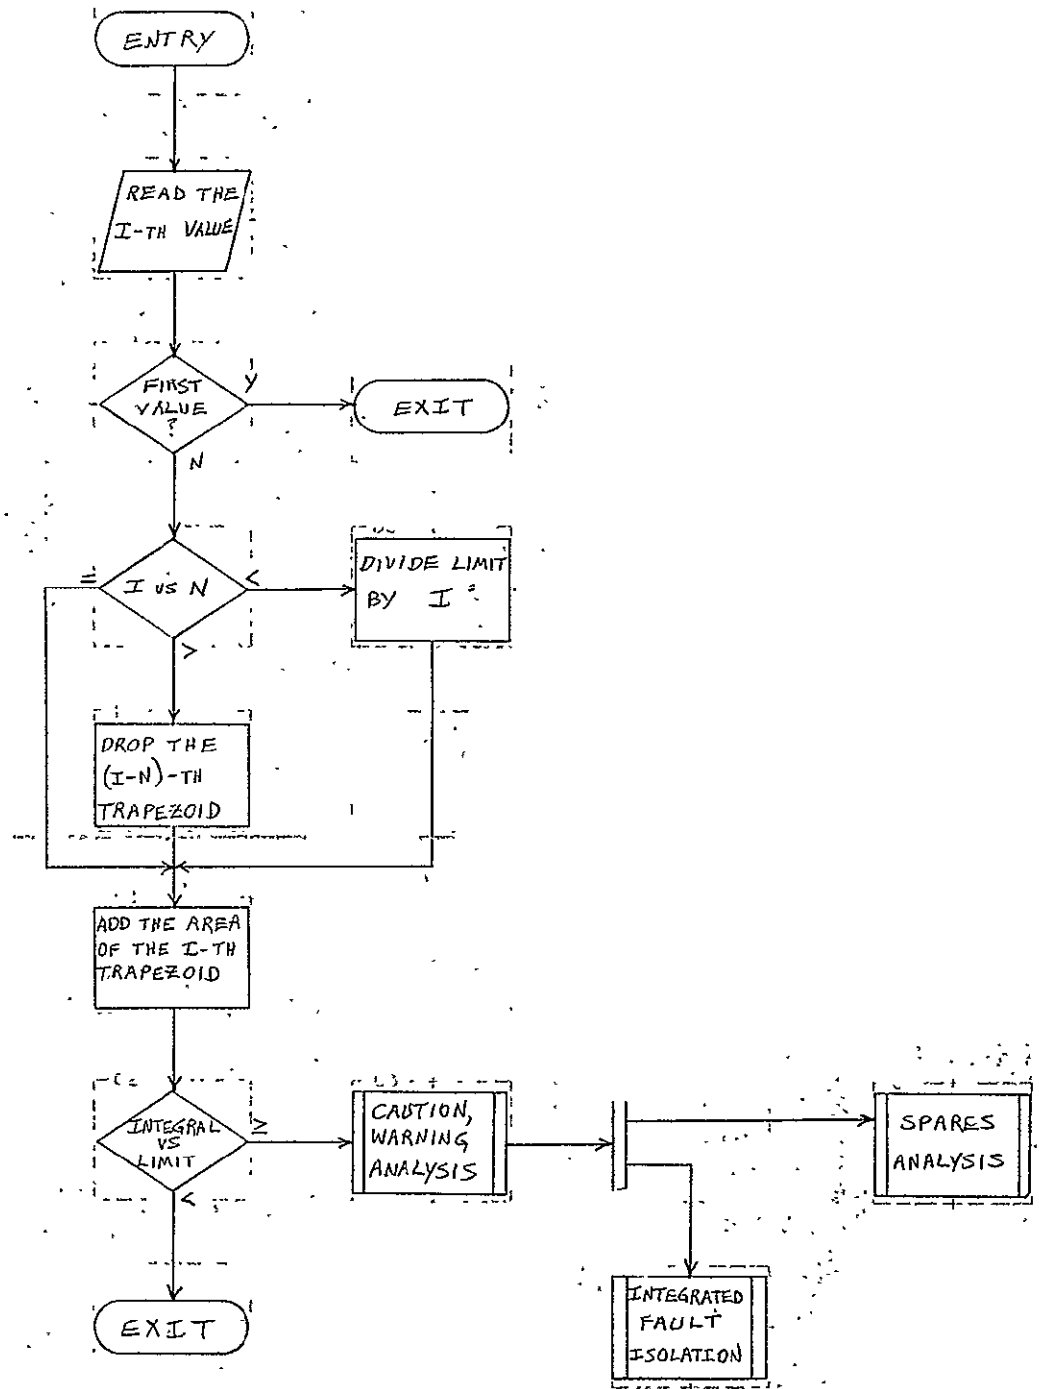 ENTRY
READ THE
I-TH VALUE
FIRST
VALUE
?
Y
EXIT
N
I vs N
=
<
>
DIVIDE LIMIT
BY I
DROP THE
(I-N)-TH
TRAPEZOID
ADD THE AREA
OF THE I-TH
TRAPEZOID
INTEGRAL
VS
LIMIT
≥
<
CAUTION,
WARNING
ANALYSIS
SPARES
ANALYSIS
INTEGRATED
FAULT
ISOLATION
EXIT